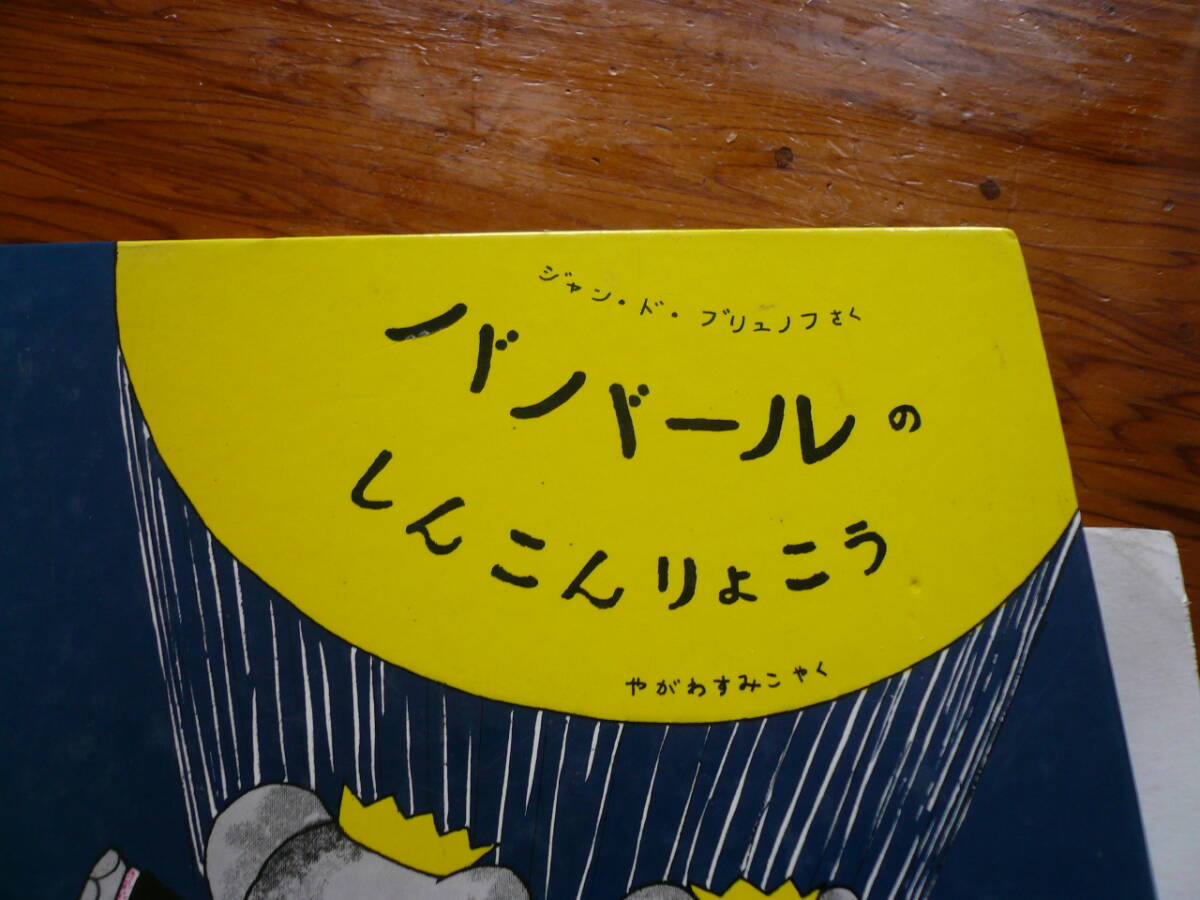 ジャン・ド・ブリュノフさく
ババールの
しんこんりょこう
やがわすみこやく